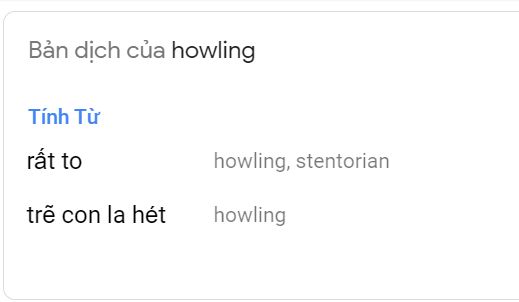 Bản dịch của howling
Tính Từ
rất to howling, stentorian
trẽ con la hét howling